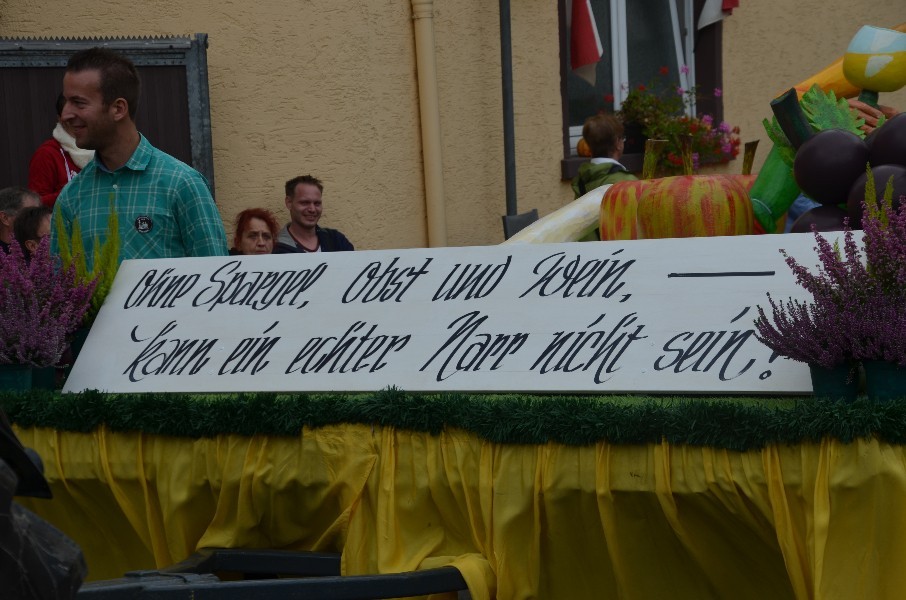 Ohne Spargel, Obst und Wein, —
kann ein echter Narr nicht sein!